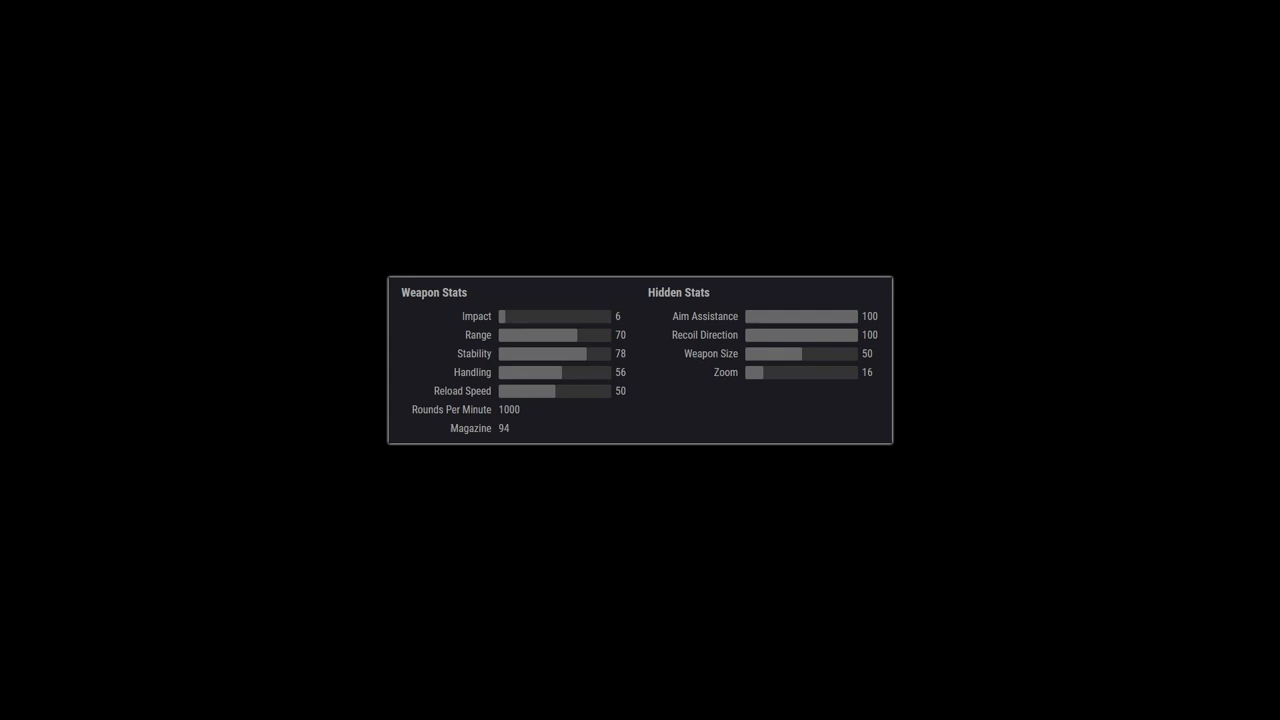 Weapon Stats
Impact 6
Range 70
Stability 78
Handling 56
Reload Speed 50
Rounds Per Minute 1000
Magazine 94
Hidden Stats
Aim Assistance 100
Recoil Direction 100
Weapon Size 50
Zoom 16